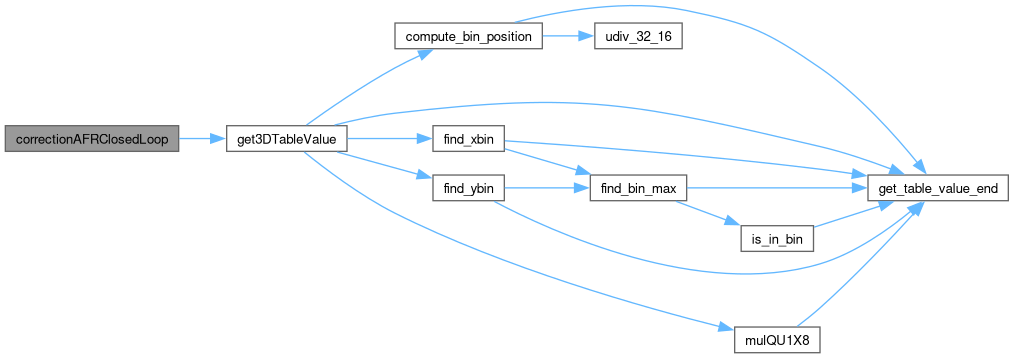 correctionAFRClosedLoop
get3DTableValue
compute_bin_position
udiv_32_16
find_xbin
find_ybin
find_bin_max
is_in_bin
get_table_value_end
mulQU1X8